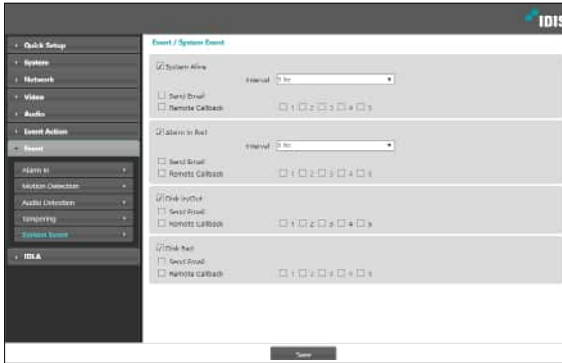 IDIS
Quick Setup
System
Network
Video
Audio
Event Action
Event
Alarm In
Motion Detection
Audio Detection
Tampering
System Event
IDLA
Event / System Event
System Alive
Interval
Send Email
Remote Callback 1 2 3 4 5
Alarm In Bad
Interval
Send Email
Remote Callback 1 2 3 4 5
Disk In/Out
Send Email
Remote Callback 1 2 3 4 5
Disk Bad
Send Email
Remote Callback 1 2 3 4 5
Save